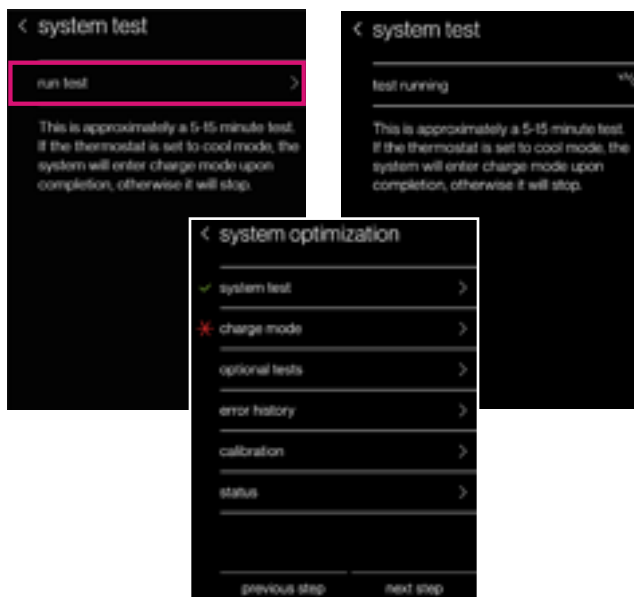 < system test
run test >
This is approximately a 5-15 minute test.
If the thermostat is set to cool mode, the
system will enter charge mode upon
completion, otherwise it will stop.
< system test
test running
This is approximately a 5-15 minute test.
If the thermostat is set to cool mode, the
system will enter charge mode upon
completion, otherwise it will stop.
< system optimization
system test >
charge mode >
optional tests >
error history >
calibration >
status >
previous step next step